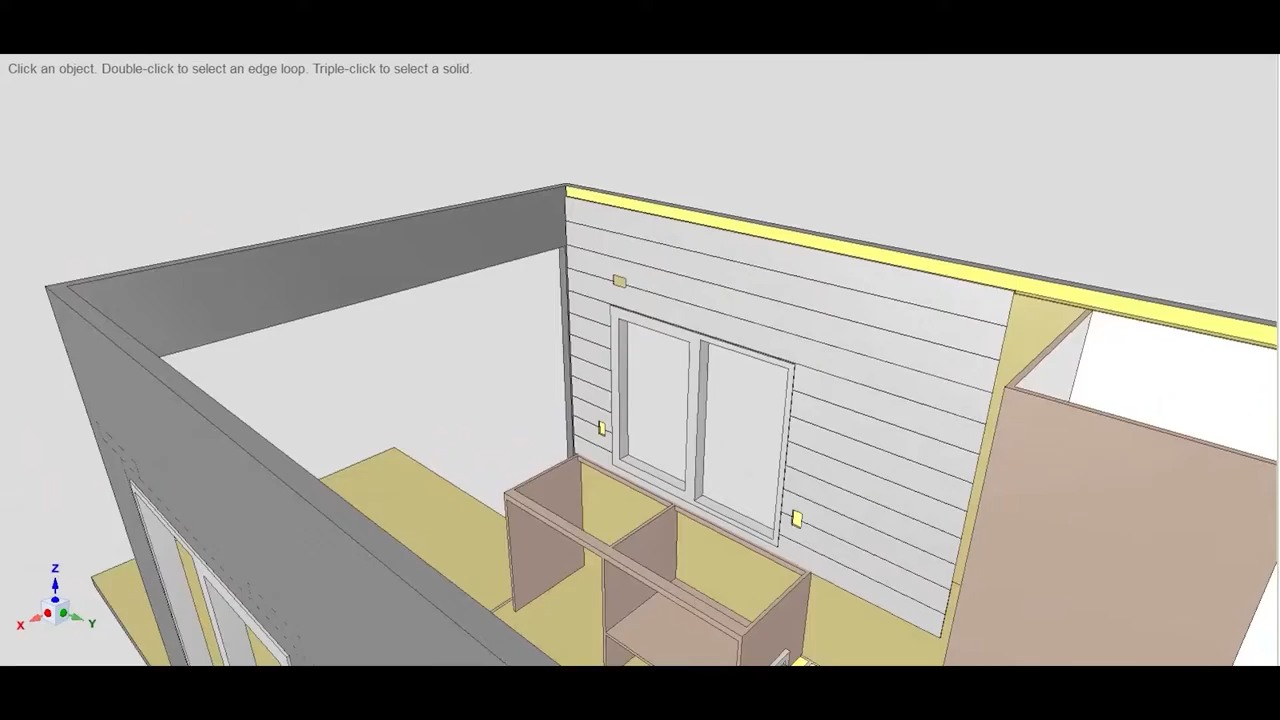 Click an object. Double-click to select an edge loop. Triple-click to select a solid.
Z
X
Y